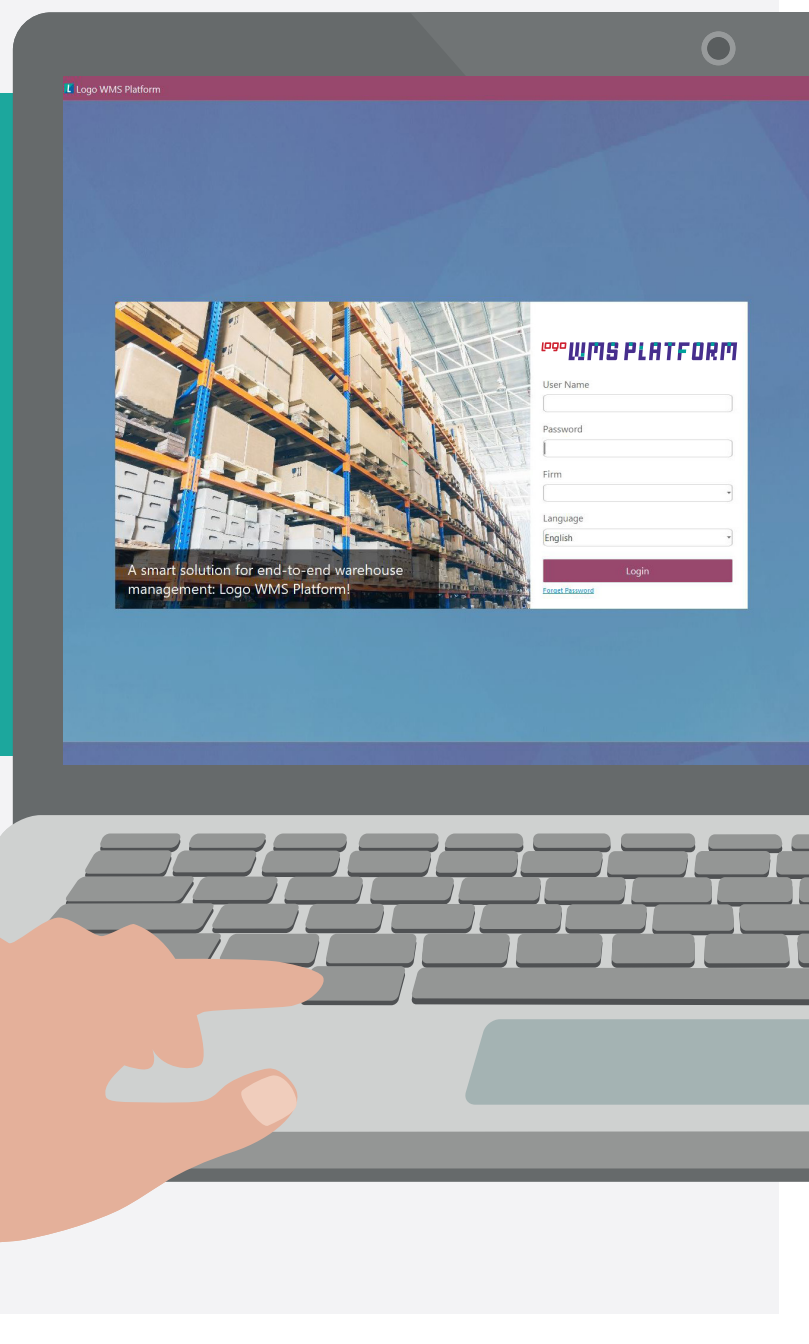 Logo WMS Platform
LOGO WMS PLATFORM
User Name
Password
Firm
Language
English
Login
Forget Password
A smart solution for end-to-end warehouse
management: Logo WMS Platform!